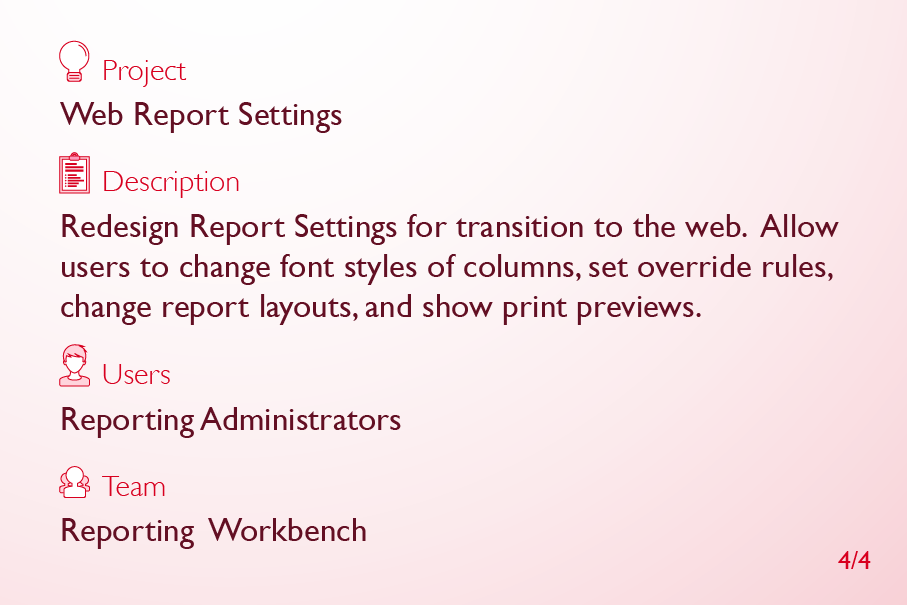 Project
Web Report Settings
Description
Redesign Report Settings for transition to the web. Allow
users to change font styles of columns, set override rules,
change report layouts, and show print previews.
Users
Reporting Administrators
Team
Reporting Workbench
4/4